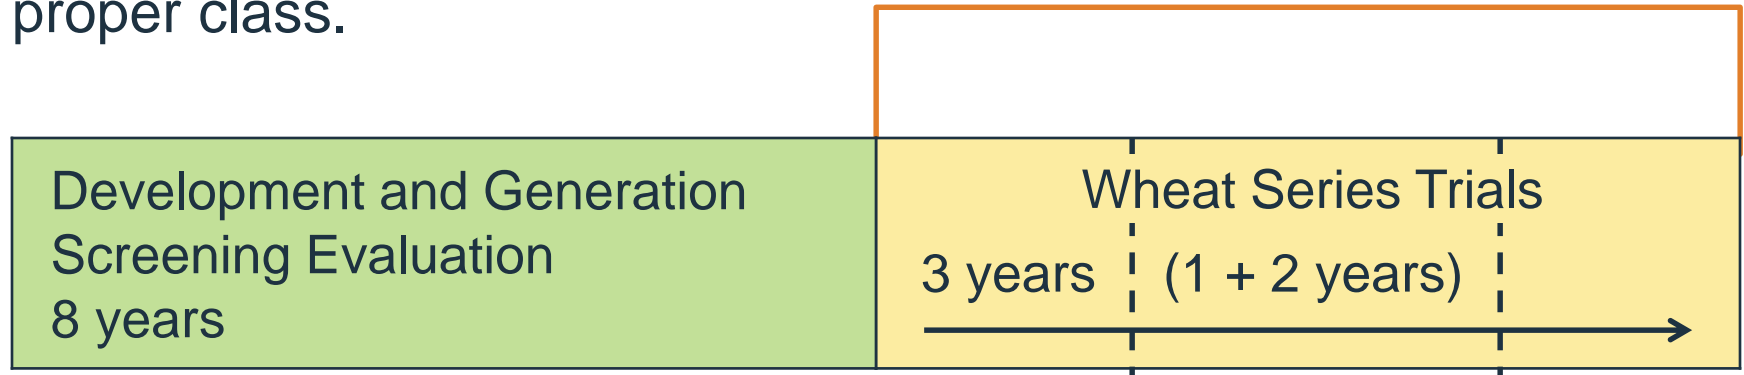 proper class.
Development and Generation
Screening Evaluation
8 years
Wheat Series Trials
3 years (1 + 2 years)